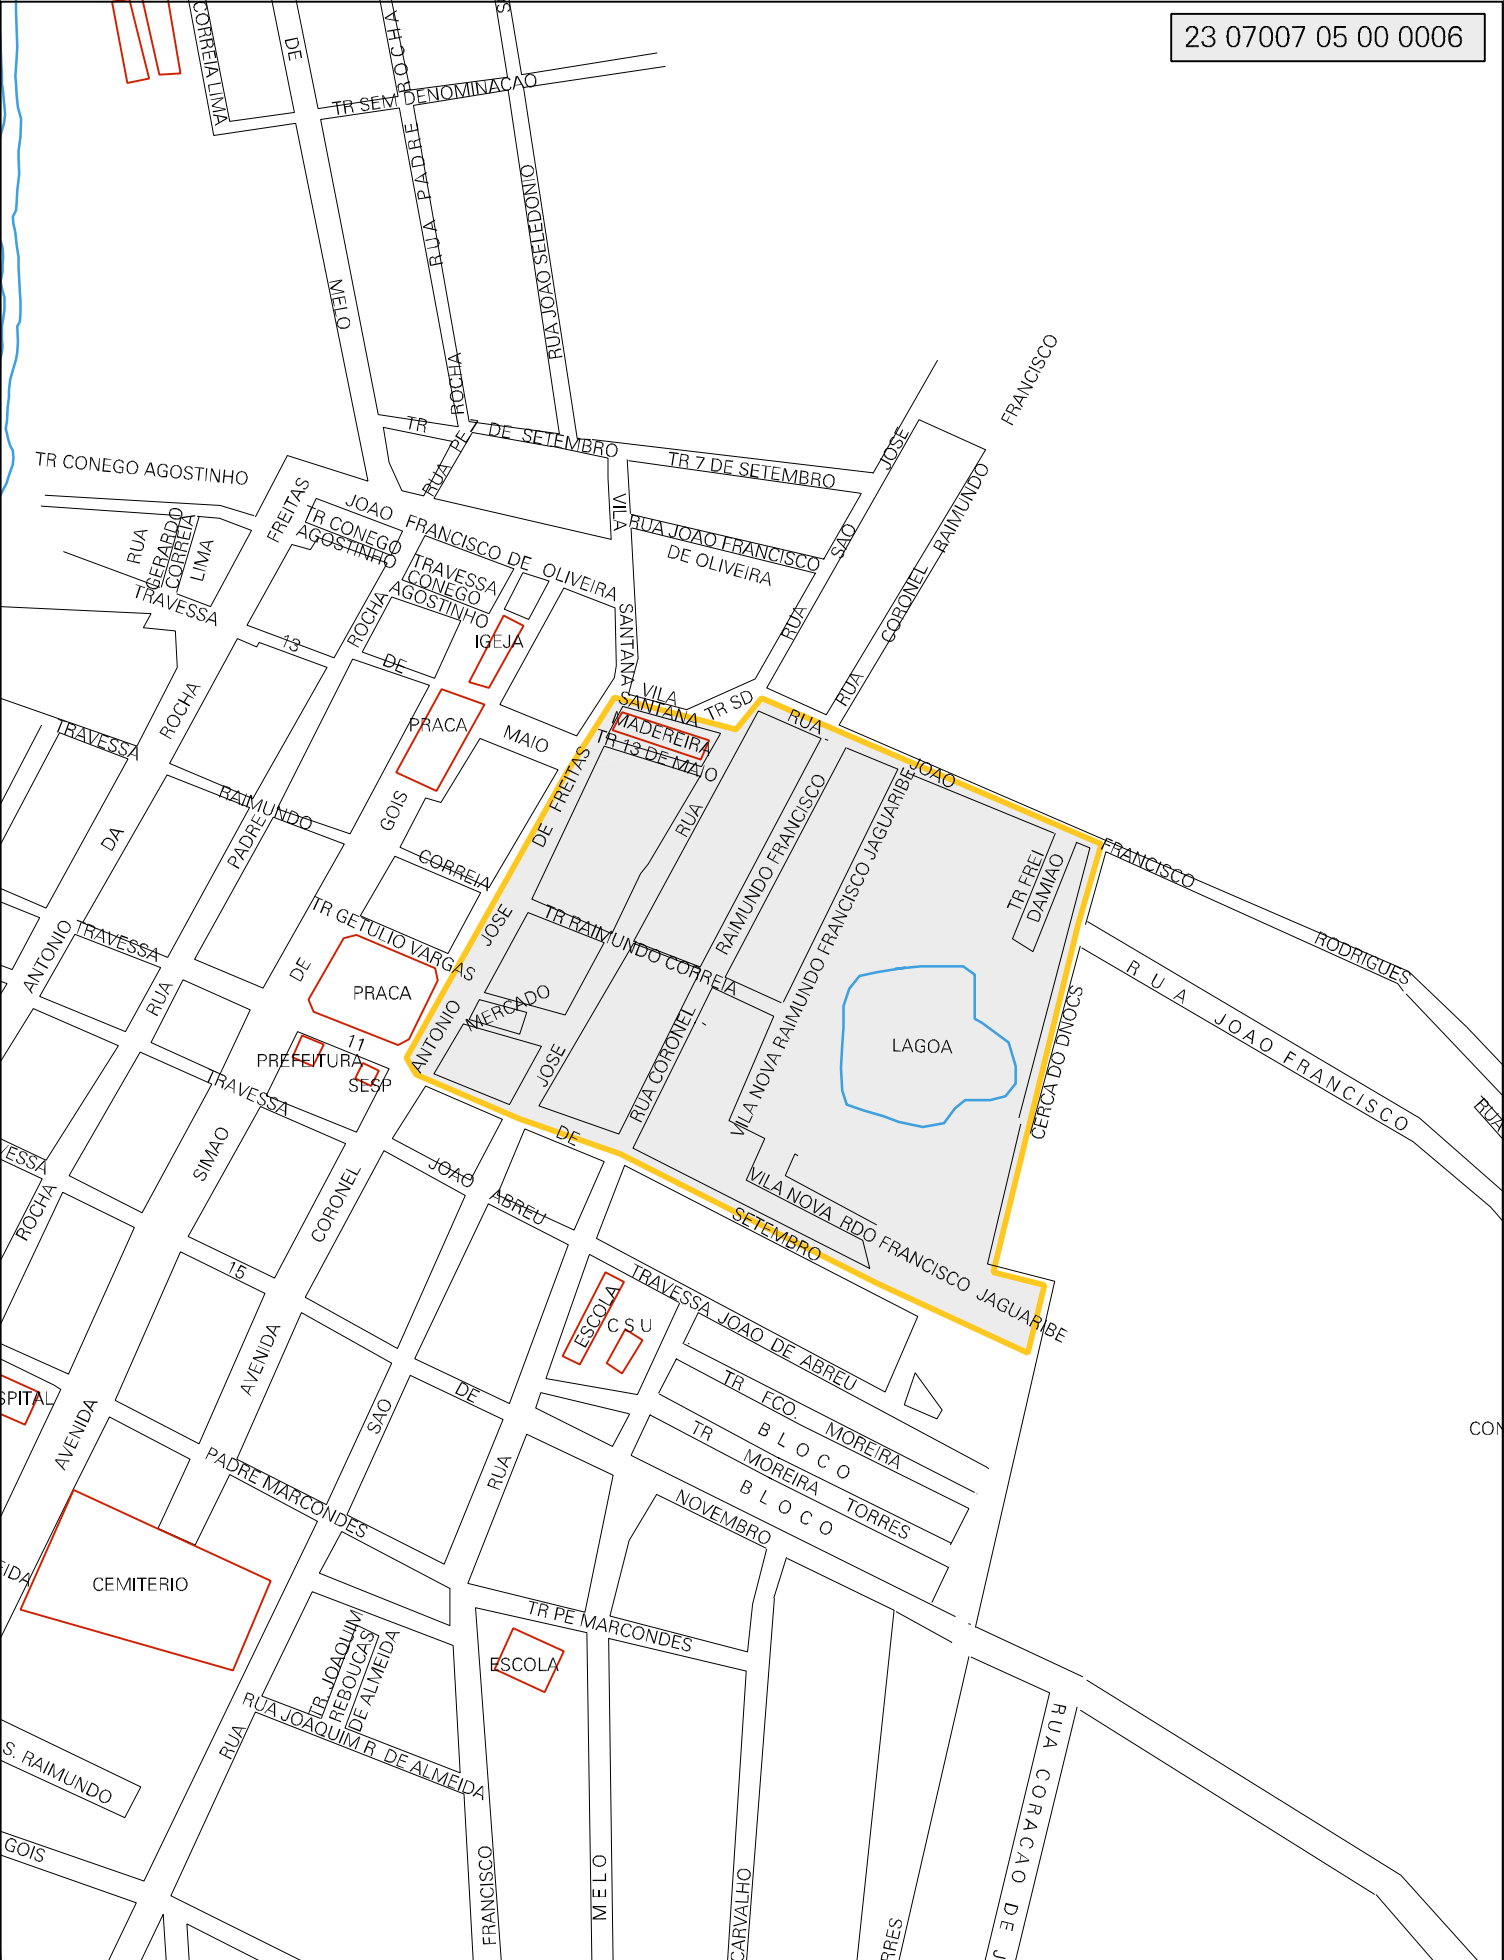 23 07007 05 00 0006
CORREIA LIMA
DE
ROCHA
TR SEM DENOMINACAO
RUA PADRE
RUA JOAO SELEDONIO
MELO
ROCHA
RUA PE
TR 7 DE SETEMBRO
TR 7 DE SETEMBRO
FRANCISCO
RUA SAO JOSE
RUA CORONEL RAIMUNDO
TR CONEGO AGOSTINHO
FREITAS
JOAO FRANCISCO DE OLIVEIRA
TR CONEGO
AGOSTINHO
VILA
SANTANA
RUA JOAO FRANCISCO
DE OLIVEIRA
RUA
GERARDO
CORREIA
LIMA
TRAVESSA
TRAVESSA
CONEGO
AGOSTINHO
IGEJA
ROCHA
13
DE
MAIO
PRACA
VILA
SANTANA
TR SD
MADEREIRA
TR 13 DE MAIO
RUA
JOAO
FRANCISCO
RODRIGUES
TRAVESSA
ROCHA
RAIMUNDO
CORREIA
GOIS
DE FREITAS
RUA
RAIMUNDO FRANCISCO
VILA NOVA RAIMUNDO FRANCISCO JAGUARIBE
DA
PADRE
TR FREI
DAMIAO
TR GETULIO VARGAS
JOSE
TR RAIMUNDO CORREIA
ANTONIO
TRAVESSA
DE
PRACA
MERCADO
RUA
RUA JOAO FRANCISCO
CERCA DO DNOCS
LAGOA
11
PREFEITURA
SESP
ANTONIO
JOSE
RUA CORONEL
TRAVESSA
RUA
DE
SETEMBRO
VESSA
SIMAO
JOAO ABREU
VILA NOVA RDO FRANCISCO JAGUARIBE
ROCHA
CORONEL
15
TRAVESSA JOAO DE ABREU
ESCOLA
C S U
AVENIDA
DE
TR FCO. MOREIRA
BLOCO
SPITAL
AVENIDA
SAO
TR MOREIRA TORRES
BLOCO
CON
PADRE MARCONDES
RUA
NOVEMBRO
CEMITERIO
EIDA
TR PE MARCONDES
ESCOLA
TR. JOAQUIM
REBOUCAS
DE ALMEIDA
RUA JOAQUIM R. DE ALMEIDA
RUA
S. RAIMUNDO
GOIS
FRANCISCO
MELO
CARVALHO
RRES
RUA CORACAO DE J